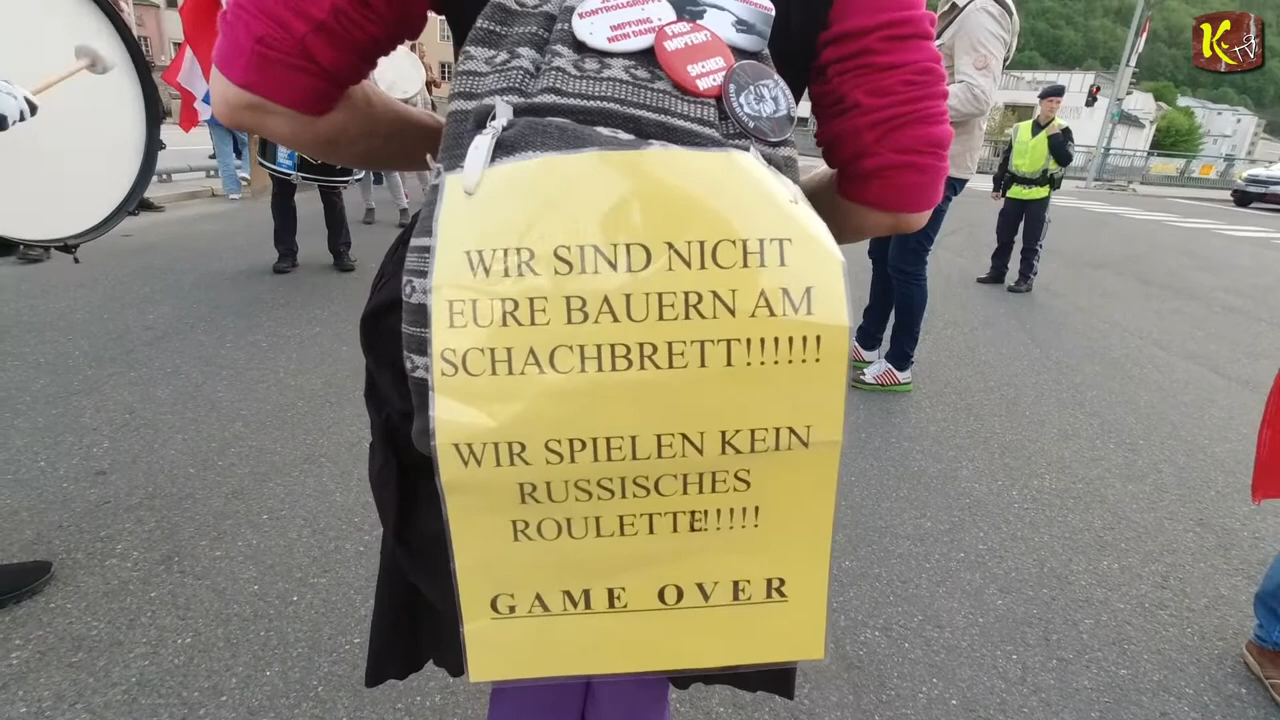 KONTROLLGRUPPE
IMPFUNG
NEIN DANKE
FREI
IMPFEN?
SICHER
NICHT
K-TV
WIR SIND NICHT
EURE BAUERN AM
SCHACHBRETT!!!!!!
WIR SPIELEN KEIN
RUSSISCHES
ROULETTE!!!!!!
GAME OVER